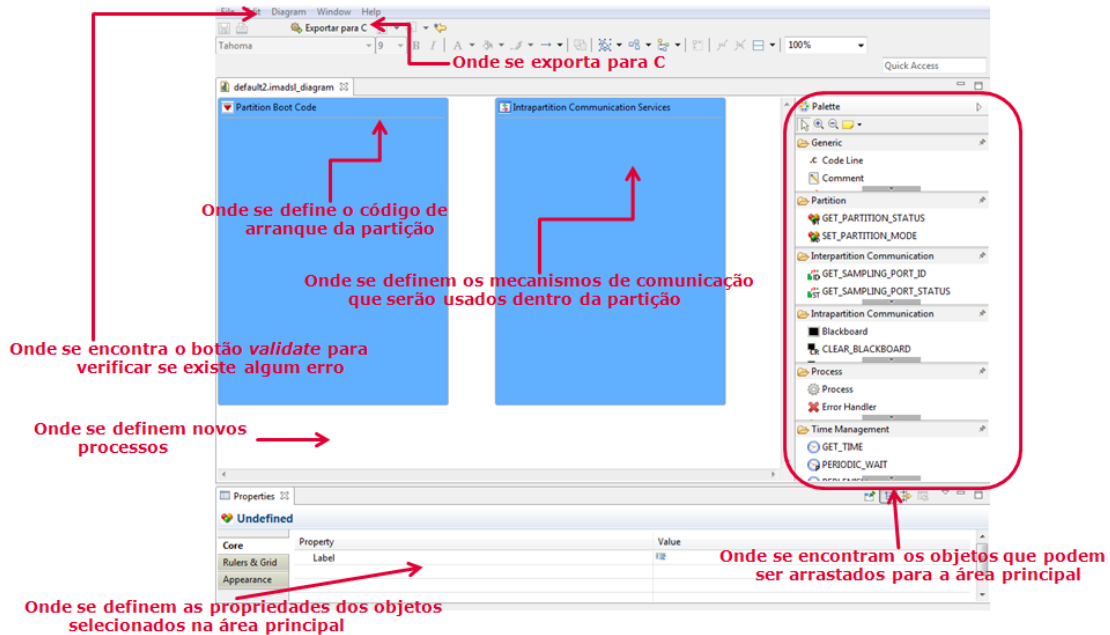 File Edit Diagram Window Help
Exportar para C
Tahoma 9 B I A 100%
Onde se exporta para C
Quick Access
default2.imadsl_diagram
Partition Boot Code
Intrapartition Communication Services
Palette
Generic
.c Code Line
Comment
Partition
GET_PARTITION_STATUS
SET_PARTITION_MODE
Interpartition Communication
GET_SAMPLING_PORT_ID
GET_SAMPLING_PORT_STATUS
Intrapartition Communication
Blackboard
CLEAR_BLACKBOARD
Process
Process
Error Handler
Time Management
GET_TIME
PERIODIC_WAIT
Onde se define o código de
arranque da partição
Onde se definem os mecanismos de comunicação
que serão usados dentro da partição
Onde se encontra o botão validate para
verificar se existe algum erro
Onde se definem novos
processos
Properties
Undefined
Core
Rulers & Grid
Appearance
Property Value
Label
Onde se encontram os objetos que podem
ser arrastados para a área principal
Onde se definem as propriedades dos objetos
selecionados na área principal